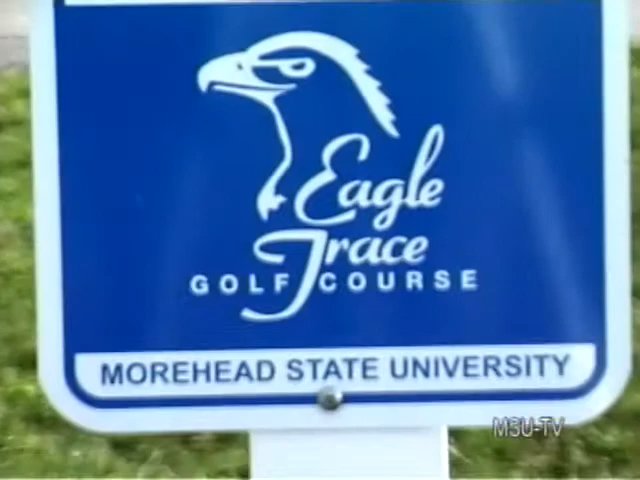 Eagle
Trace
GOLF COURSE
MOREHEAD STATE UNIVERSITY
MSU-TV